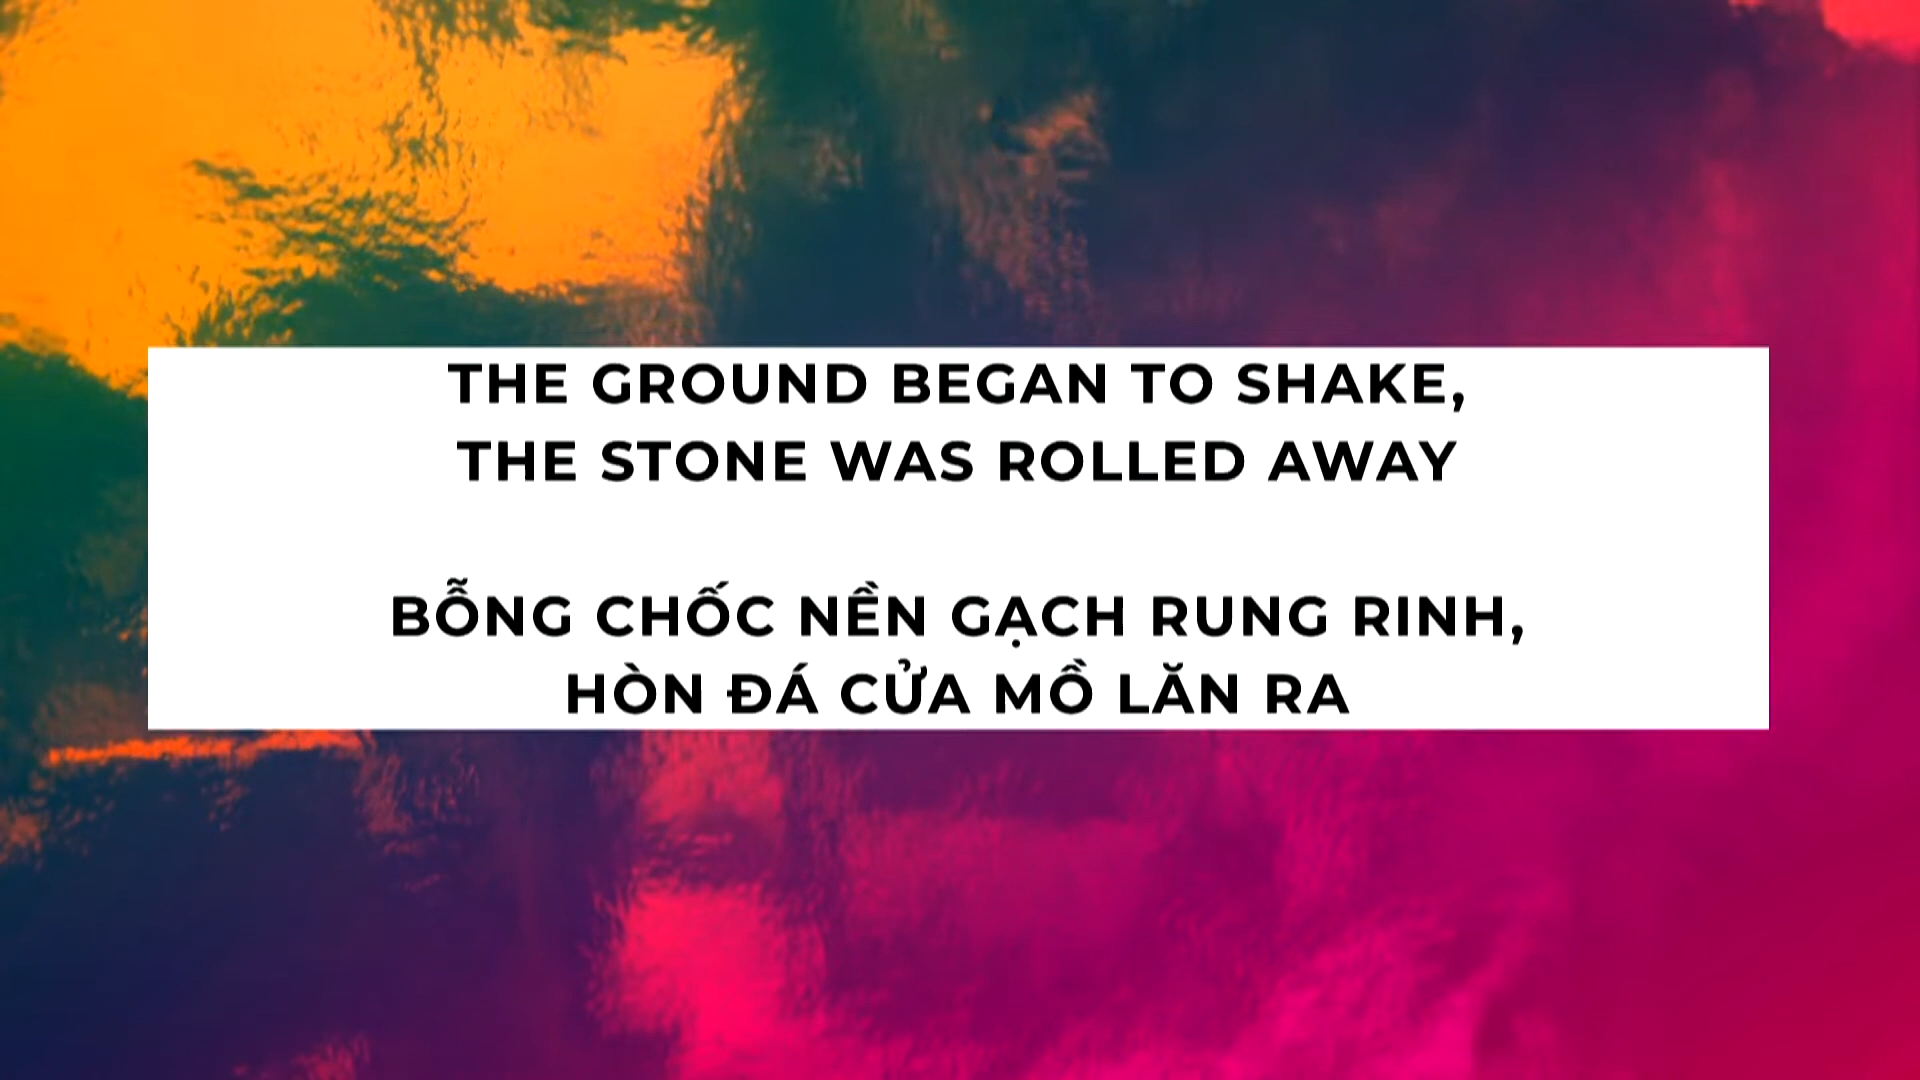 THE GROUND BEGAN TO SHAKE,
THE STONE WAS ROLLED AWAY
BỖNG CHỐC NỀN GẠCH RUNG RINH,
HÒN ĐÁ CỬA MỒ LĂN RA